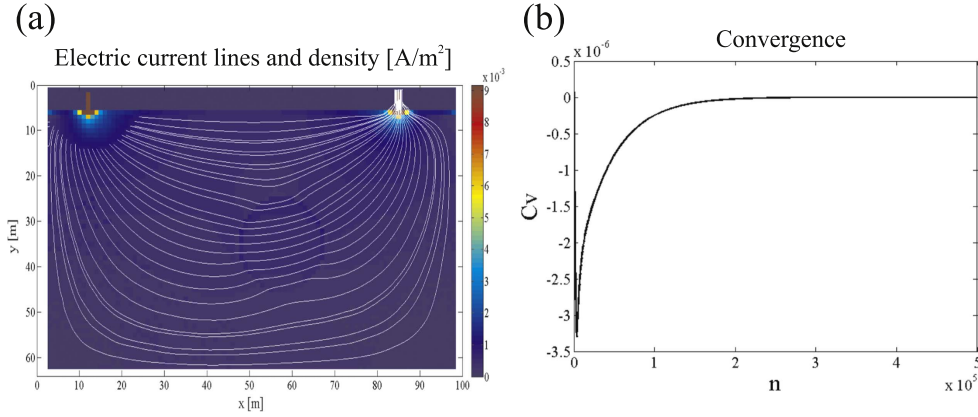 (a)
Electric current lines and density [A/m²]
x 10⁻³
9
8
7
6
5
4
3
2
1
0
0
10
20
30
40
50
60
y [m]
0 10 20 30 40 50 60 70 80 90 100
x [m]
(b)
Convergence
x 10⁻⁶
0.5
0
-0.5
-1
-1.5
-2
-2.5
-3
-3.5
Cv
0 1 2 3 4 5
x 10⁵
n